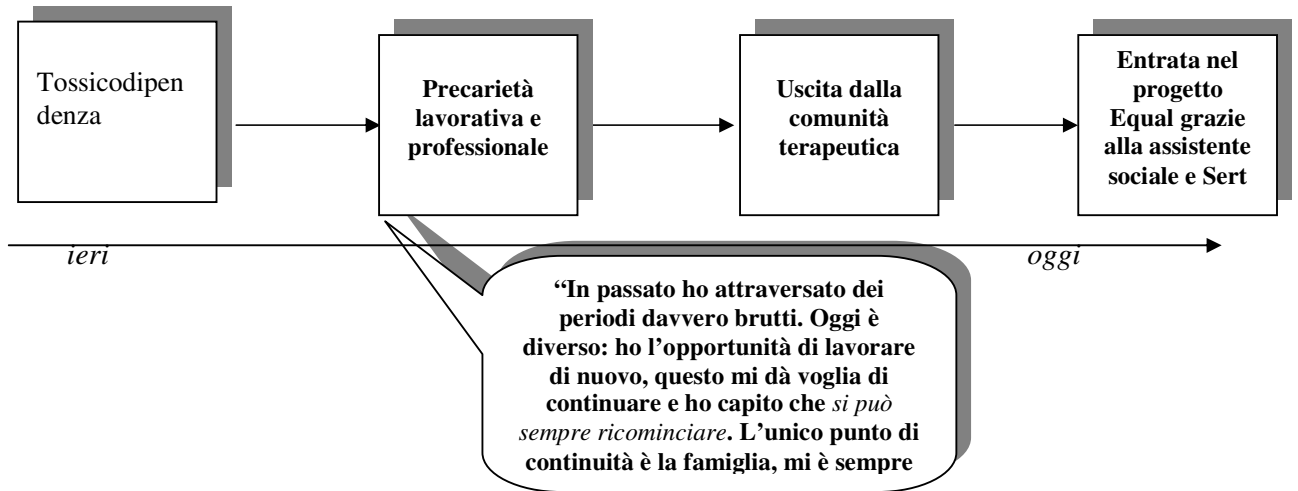 Tossicodipen
denza
Precarietà
lavorativa e
professionale
Uscita dalla
comunità
terapeutica
Entrata nel
progetto
Equal grazie
alla assistente
sociale e Sert
ieri
oggi
“In passato ho attraversato dei
periodi davvero brutti. Oggi è
diverso: ho l’opportunità di lavorare
di nuovo, questo mi dà voglia di
continuare e ho capito che si può
sempre ricominciare. L’unico punto di
continuità è la famiglia, mi è sempre